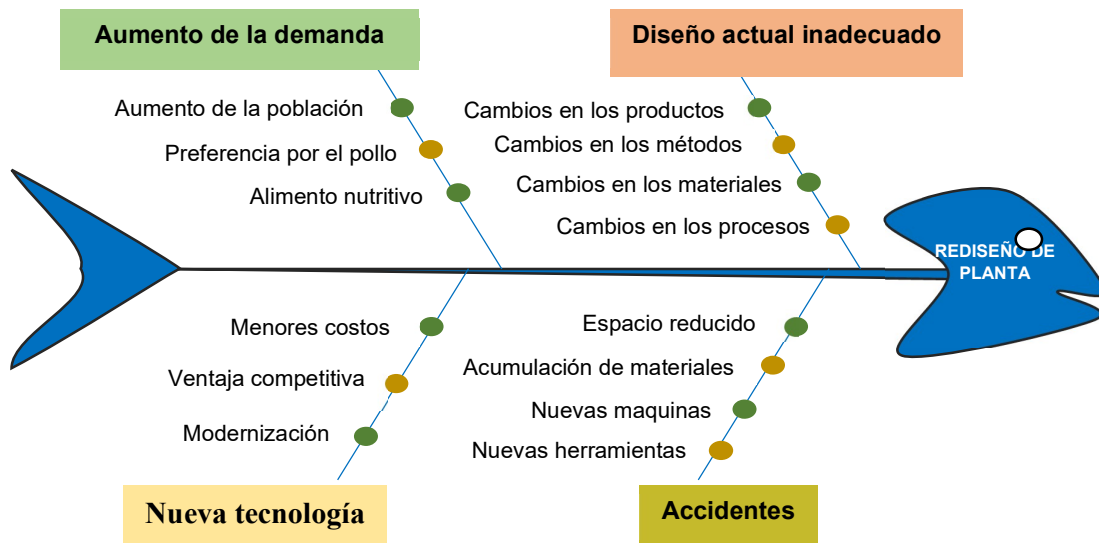 Aumento de la demanda
Diseño actual inadecuado
Aumento de la población
Preferencia por el pollo
Alimento nutritivo
Cambios en los productos
Cambios en los métodos
Cambios en los materiales
Cambios en los procesos
REDISEÑO DE
PLANTA
Menores costos
Ventaja competitiva
Modernización
Espacio reducido
Acumulación de materiales
Nuevas maquinas
Nuevas herramientas
Nueva tecnología
Accidentes